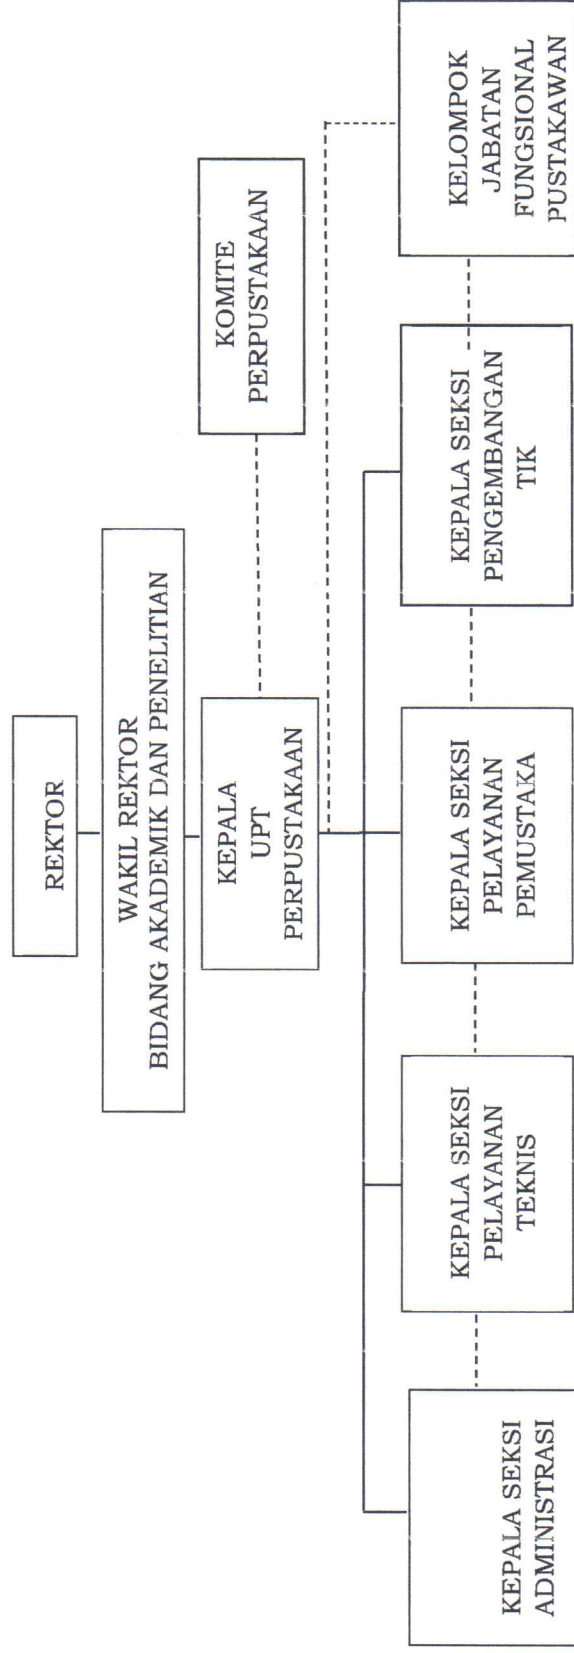 REKTOR
WAKIL REKTOR
BIDANG AKADEMIK DAN PENELITIAN
KEPALA
UPT
PERPUSTAKAAN
KOMITE
PERPUSTAKAAN
KEPALA SEKSI
ADMINISTRASI
KEPALA SEKSI
PELAYANAN
TEKNIS
KEPALA SEKSI
PELAYANAN
PEMUSTAKA
KEPALA SEKSI
PENGEMBANGAN
TIK
KELOMPOK
JABATAN
FUNGSIONAL
PUSTAKAWAN